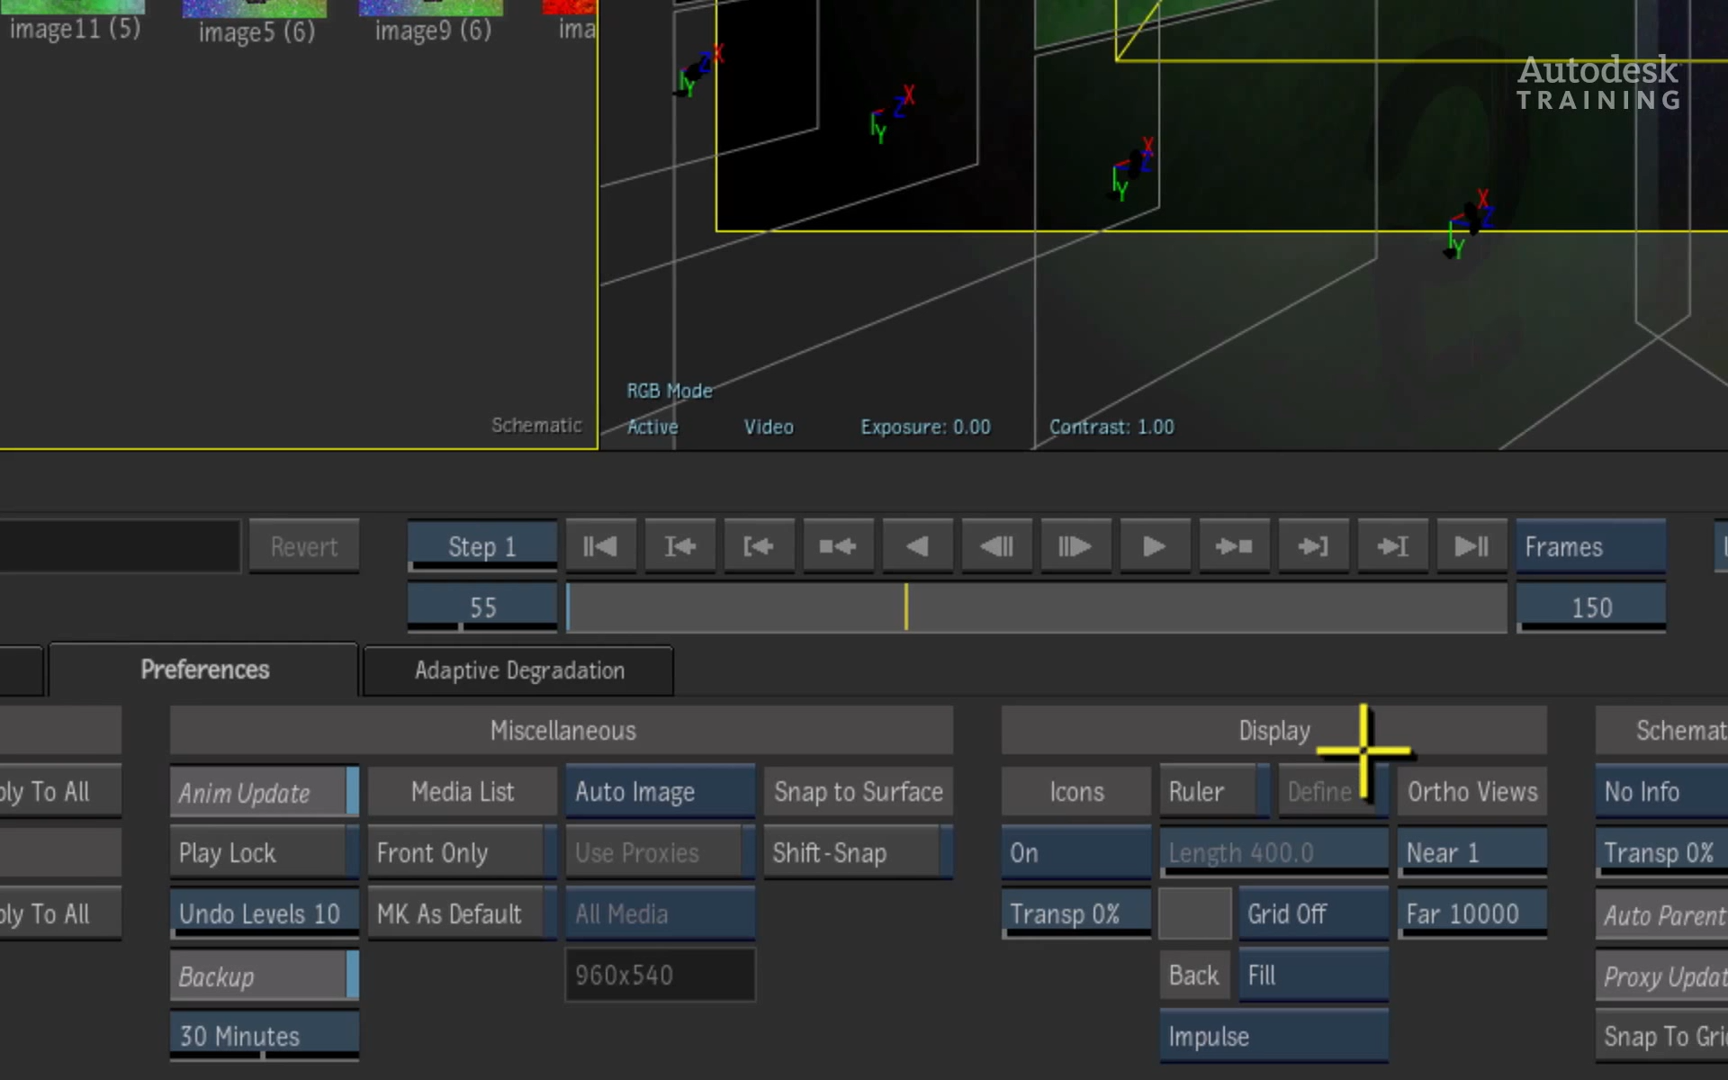 image11 (5)
image5 (6)
image9 (6)
ima
Autodesk
TRAINING
Z X
Y
X
Z
Y
X
Z
Y
X
Z
Y
RGB Mode
Schematic
Active Video Exposure: 0.00 Contrast: 1.00
Revert Step 1 Frames
55 150
Preferences Adaptive Degradation
Miscellaneous Display Schemat
ply To All Anim Update Media List Auto Image Snap to Surface Icons Ruler Define Ortho Views No Info
Play Lock Front Only Use Proxies Shift-Snap On Length 400.0 Near 1 Transp 0%
ply To All Undo Levels 10 MK As Default All Media Transp 0% Grid Off Far 10000 Auto Parent
Backup 960x540 Back Fill Proxy Updat
30 Minutes Impulse Snap To Gri